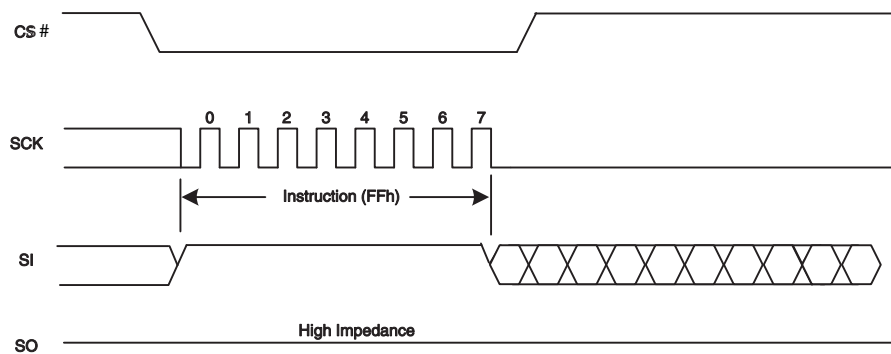 CS #
0 1 2 3 4 5 6 7
SCK
Instruction (FFh)
SI
High Impedance
SO